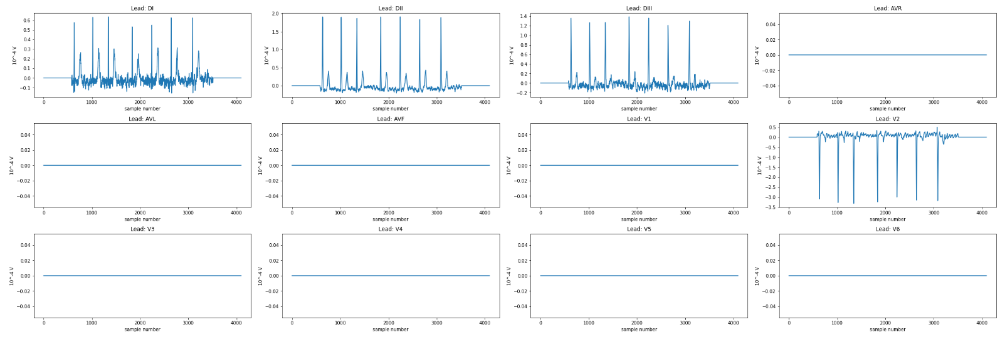 Lead: DI
0.6
0.5
0.4
0.3
0.2
0.1
0.0
−0.1
10^-4 V
0 1000 2000 3000 4000
sample number
Lead: DII
2.0
1.5
1.0
0.5
0.0
10^-4 V
0 1000 2000 3000 4000
sample number
Lead: DIII
1.4
1.2
1.0
0.8
0.6
0.4
0.2
0.0
−0.2
10^-4 V
0 1000 2000 3000 4000
sample number
Lead: AVR
0.04
0.02
0.00
−0.02
−0.04
10^-4 V
0 1000 2000 3000 4000
sample number
Lead: AVL
0.04
0.02
0.00
−0.02
−0.04
10^-4 V
0 1000 2000 3000 4000
sample number
Lead: AVF
0.04
0.02
0.00
−0.02
−0.04
10^-4 V
0 1000 2000 3000 4000
sample number
Lead: V1
0.04
0.02
0.00
−0.02
−0.04
10^-4 V
0 1000 2000 3000 4000
sample number
Lead: V2
0.5
0.0
−0.5
−1.0
−1.5
−2.0
−2.5
−3.0
−3.5
10^-4 V
0 1000 2000 3000 4000
sample number
Lead: V3
0.04
0.02
0.00
−0.02
−0.04
10^-4 V
0 1000 2000 3000 4000
sample number
Lead: V4
0.04
0.02
0.00
−0.02
−0.04
10^-4 V
0 1000 2000 3000 4000
sample number
Lead: V5
0.04
0.02
0.00
−0.02
−0.04
10^-4 V
0 1000 2000 3000 4000
sample number
Lead: V6
0.04
0.02
0.00
−0.02
−0.04
10^-4 V
0 1000 2000 3000 4000
sample number